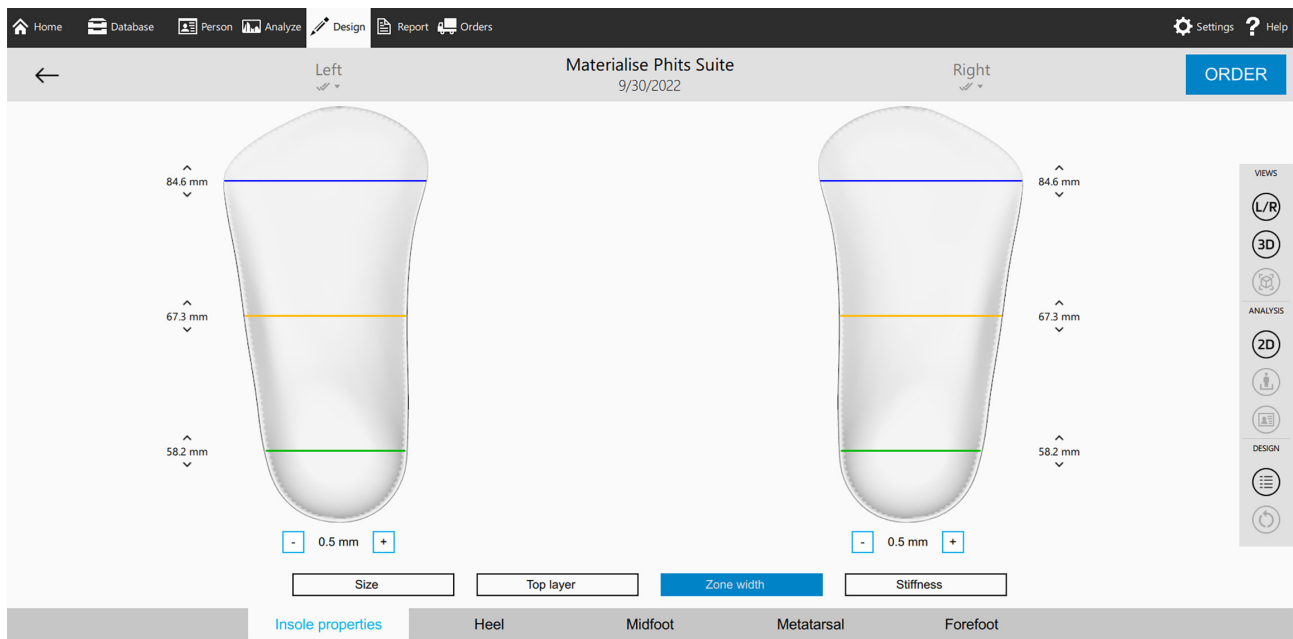 Home Database Person Analyze Design Report Orders Settings ? Help
Left Materialise Phits Suite Right ORDER
9/30/2022
VIEWS
84.6 mm 84.6 mm
L/R
3D
ANALYSIS
67.3 mm 67.3 mm
2D
DESIGN
58.2 mm 58.2 mm
- 0.5 mm + - 0.5 mm +
Size Top layer Zone width Stiffness
Insole properties Heel Midfoot Metatarsal Forefoot